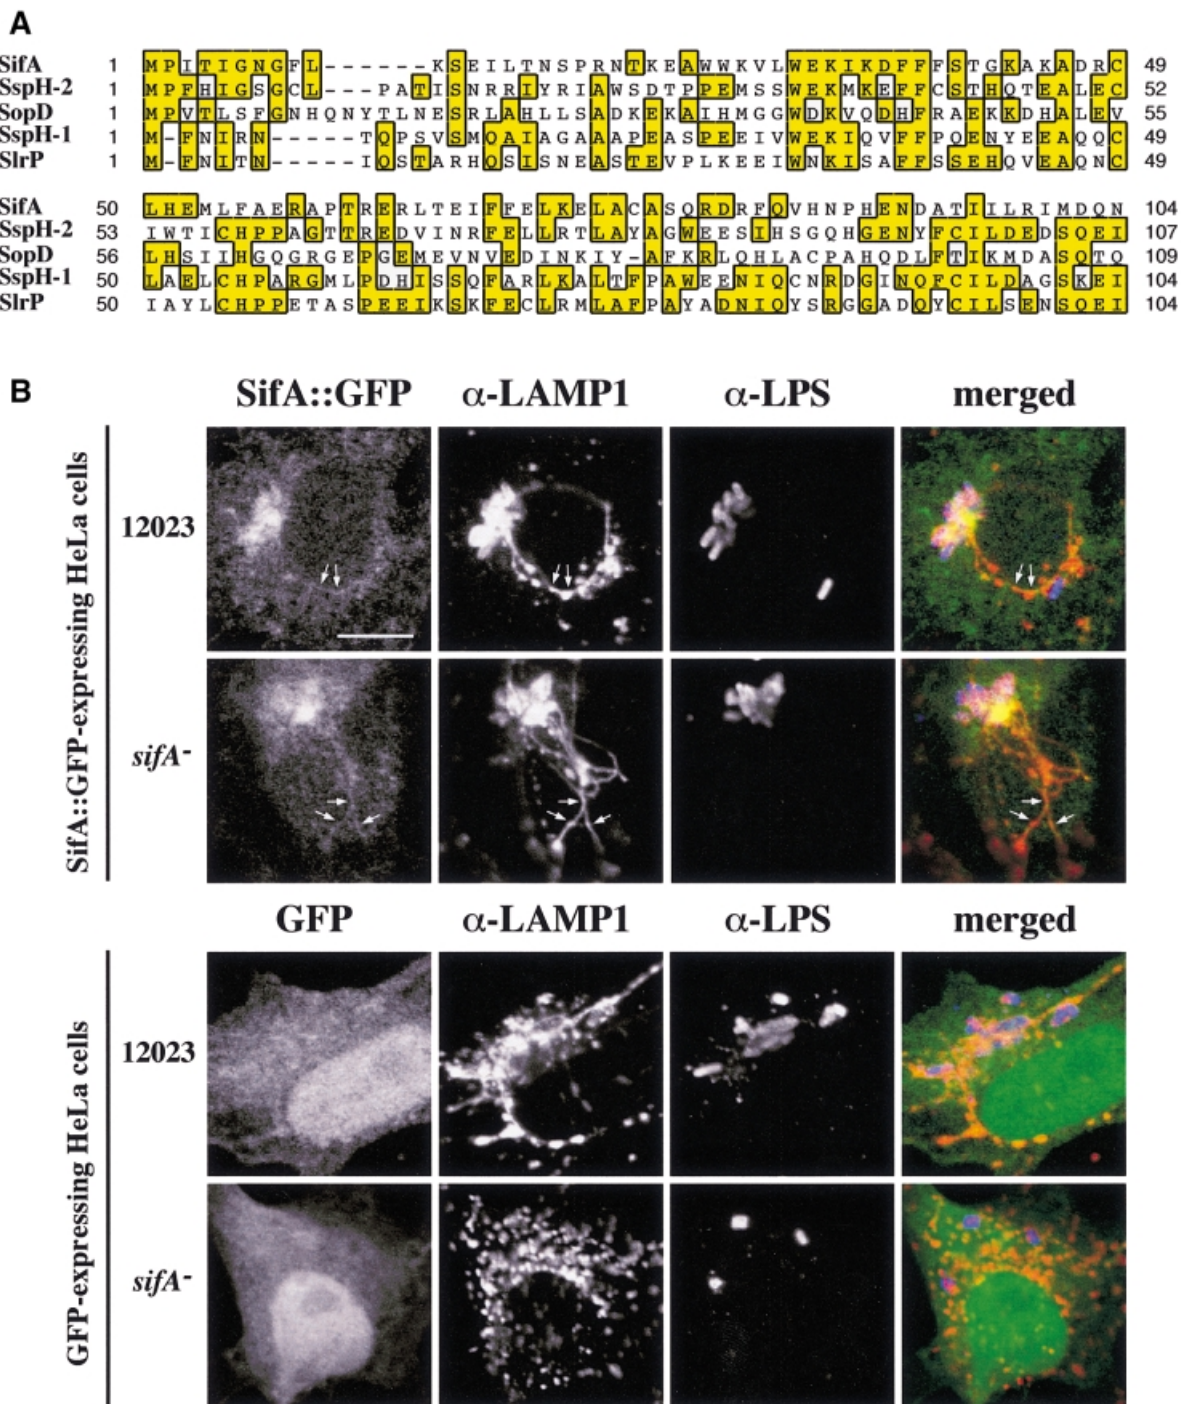 A
SifA 1 MPITIGNGFL------KSEILTNSPRNTKEAWWKVLWEKIKDFFFSTGKAKADRC 49
SspH-2 1 MPFHIGSGCL---PATISNRRIYRIAWSDTPPEMSSWEKMKEFFCSTHQTEALEC 52
SopD 1 MPVTLSFGNHQNYTLNESRLAHLLSADKEKAIHMGGWDKVQDHFRAEKKDHALEV 55
SspH-1 1 M-FNIRN-----TQPSVSMQAIAGAAAPEASPEEIVWEKIQVFFPQENYEEAQQC 49
SlrP 1 M-FNITN-----IQSTARHQSISNEASTEVPLKEEIWNKISAFFSSEHQVEAQNC 49
SifA 50 LHEMLFAERAPTRERLTEIFFELKELACASQRDRFQVHNPHENDATIILRIMDQN 104
SspH-2 53 IWTICHPPAGTTREDVINRFELLRTLAYAGWEESIHSGQHGENYFCILDEDSQEI 107
SopD 56 LHSIIHGQGRGEPGEMEVNVEDINKIY-AFKRLQHLACPAHQDLFTIKMDASQTQ 109
SspH-1 50 LAELCHPARGMLPDHISSQFARLKALTFPAWEENIQCNRDGINQFCILDAGSKEI 104
SlrP 50 IAYLCHPPETASPEEIKSKFECLRMLAFPAYADNIQYSRGGADQYCILSENSQEI 104
B
SifA::GFP α-LAMP1 α-LPS merged
SifA::GFP-expressing HeLa cells
12023
sifA-
GFP α-LAMP1 α-LPS merged
GFP-expressing HeLa cells
12023
sifA-